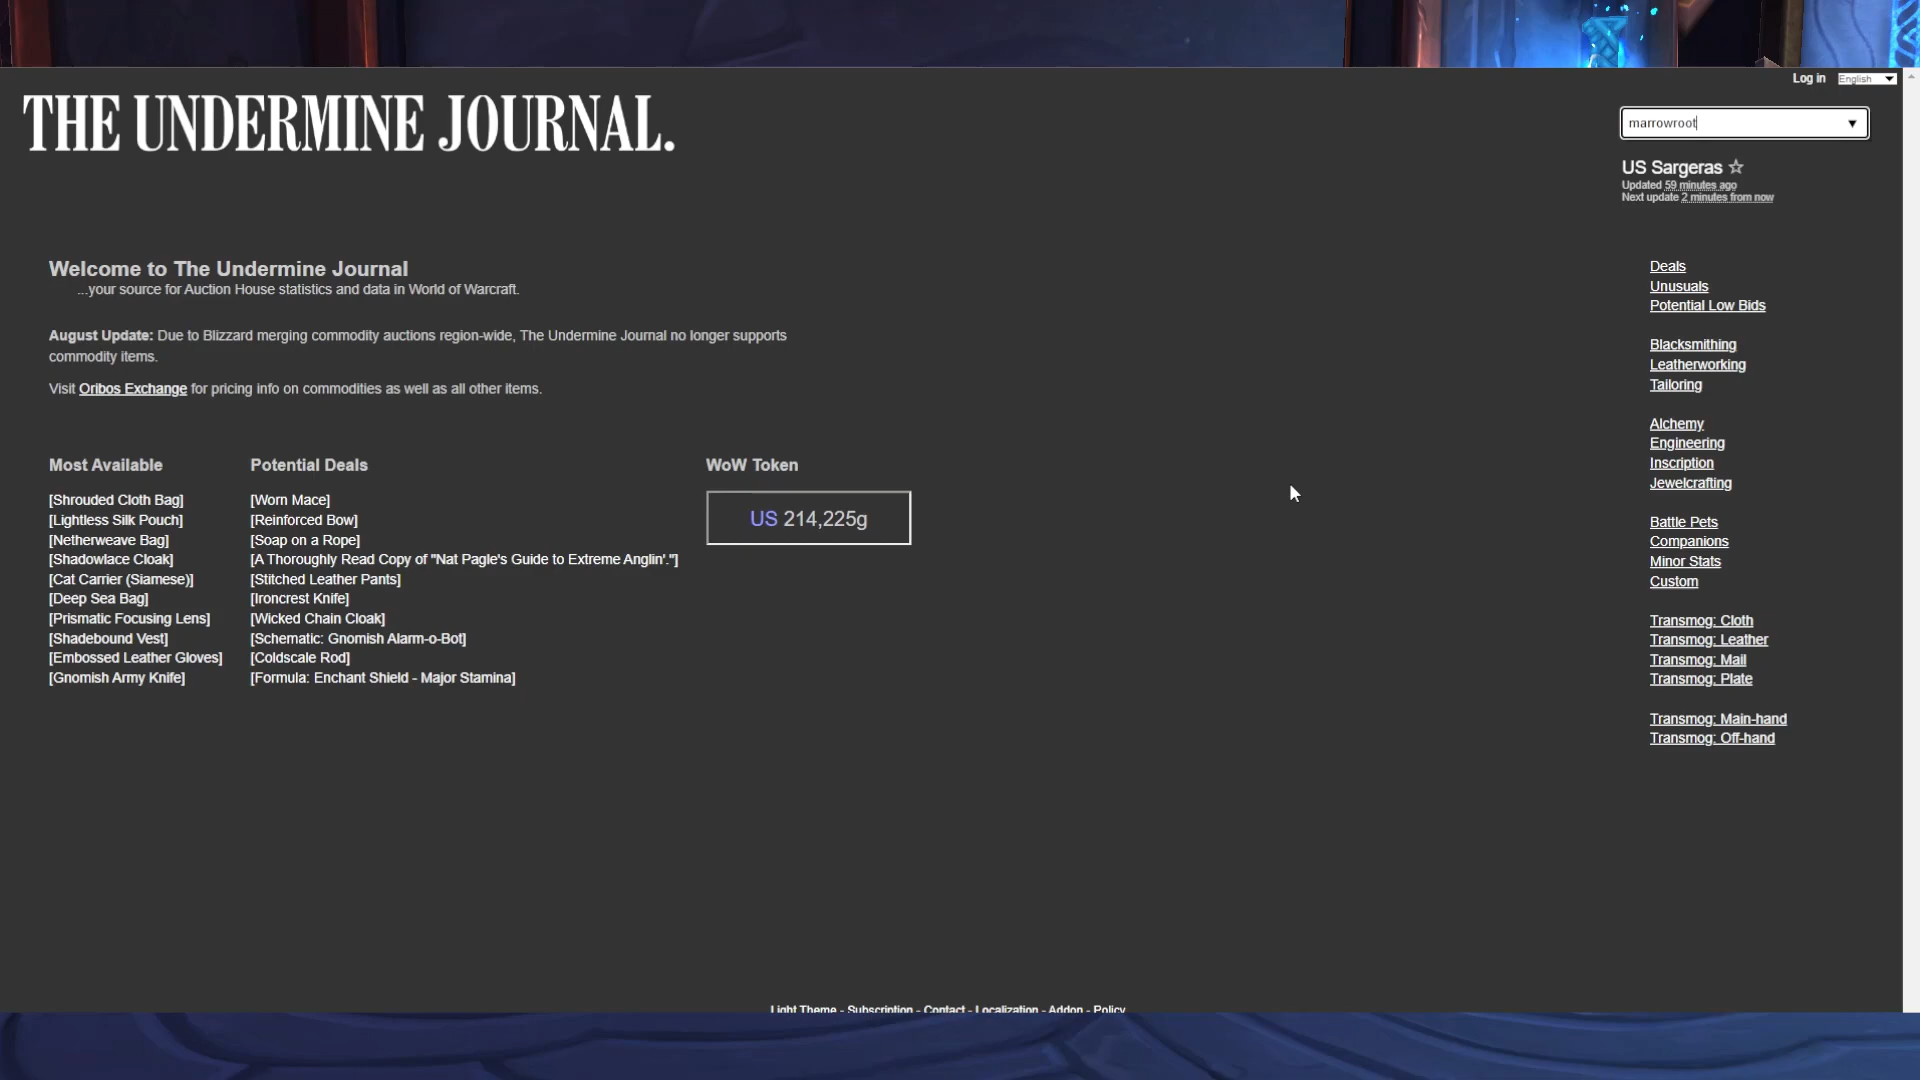 Log in English
THE UNDERMINE JOURNAL.
marrowroot
US Sargeras ☆
Updated 59 minutes ago
Next update 2 minutes from now
Welcome to The Undermine Journal
...your source for Auction House statistics and data in World of Warcraft.
August Update: Due to Blizzard merging commodity auctions region-wide, The Undermine Journal no longer supports
commodity items.
Visit Oribos Exchange for pricing info on commodities as well as all other items.
Most Available
[Shrouded Cloth Bag]
[Lightless Silk Pouch]
[Netherweave Bag]
[Shadowlace Cloak]
[Cat Carrier (Siamese)]
[Deep Sea Bag]
[Prismatic Focusing Lens]
[Shadebound Vest]
[Embossed Leather Gloves]
[Gnomish Army Knife]
Potential Deals
[Worn Mace]
[Reinforced Bow]
[Soap on a Rope]
[A Thoroughly Read Copy of "Nat Pagle's Guide to Extreme Anglin'."]
[Stitched Leather Pants]
[Ironcrest Knife]
[Wicked Chain Cloak]
[Schematic: Gnomish Alarm-o-Bot]
[Coldscale Rod]
[Formula: Enchant Shield - Major Stamina]
WoW Token
US 214,225g
Deals
Unusuals
Potential Low Bids
Blacksmithing
Leatherworking
Tailoring
Alchemy
Engineering
Inscription
Jewelcrafting
Battle Pets
Companions
Minor Stats
Custom
Transmog: Cloth
Transmog: Leather
Transmog: Mail
Transmog: Plate
Transmog: Main-hand
Transmog: Off-hand
Light Theme - Subscription - Contact - Localization - Addon - Policy